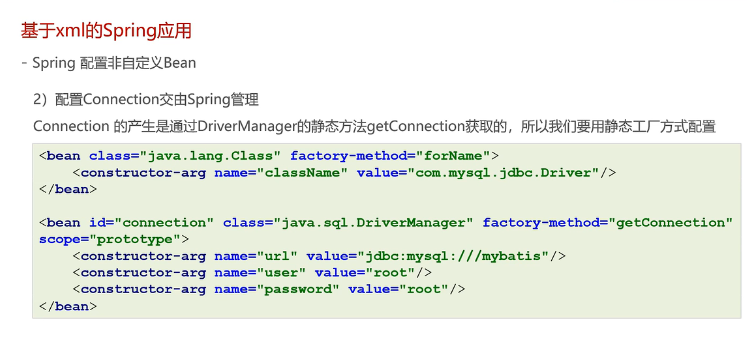 基于xml的Spring应用
- Spring 配置非自定义Bean
2）配置Connection交由Spring管理
Connection 的产生是通过DriverManager的静态方法getConnection获取的，所以我们要用静态工厂方式配置
<bean class="java.lang.Class" factory-method="forName">
    <constructor-arg name="className" value="com.mysql.jdbc.Driver"/>
</bean>
<bean id="connection" class="java.sql.DriverManager" factory-method="getConnection"
scope="prototype">
    <constructor-arg name="url" value="jdbc:mysql:///mybatis"/>
    <constructor-arg name="user" value="root"/>
    <constructor-arg name="password" value="root"/>
</bean>